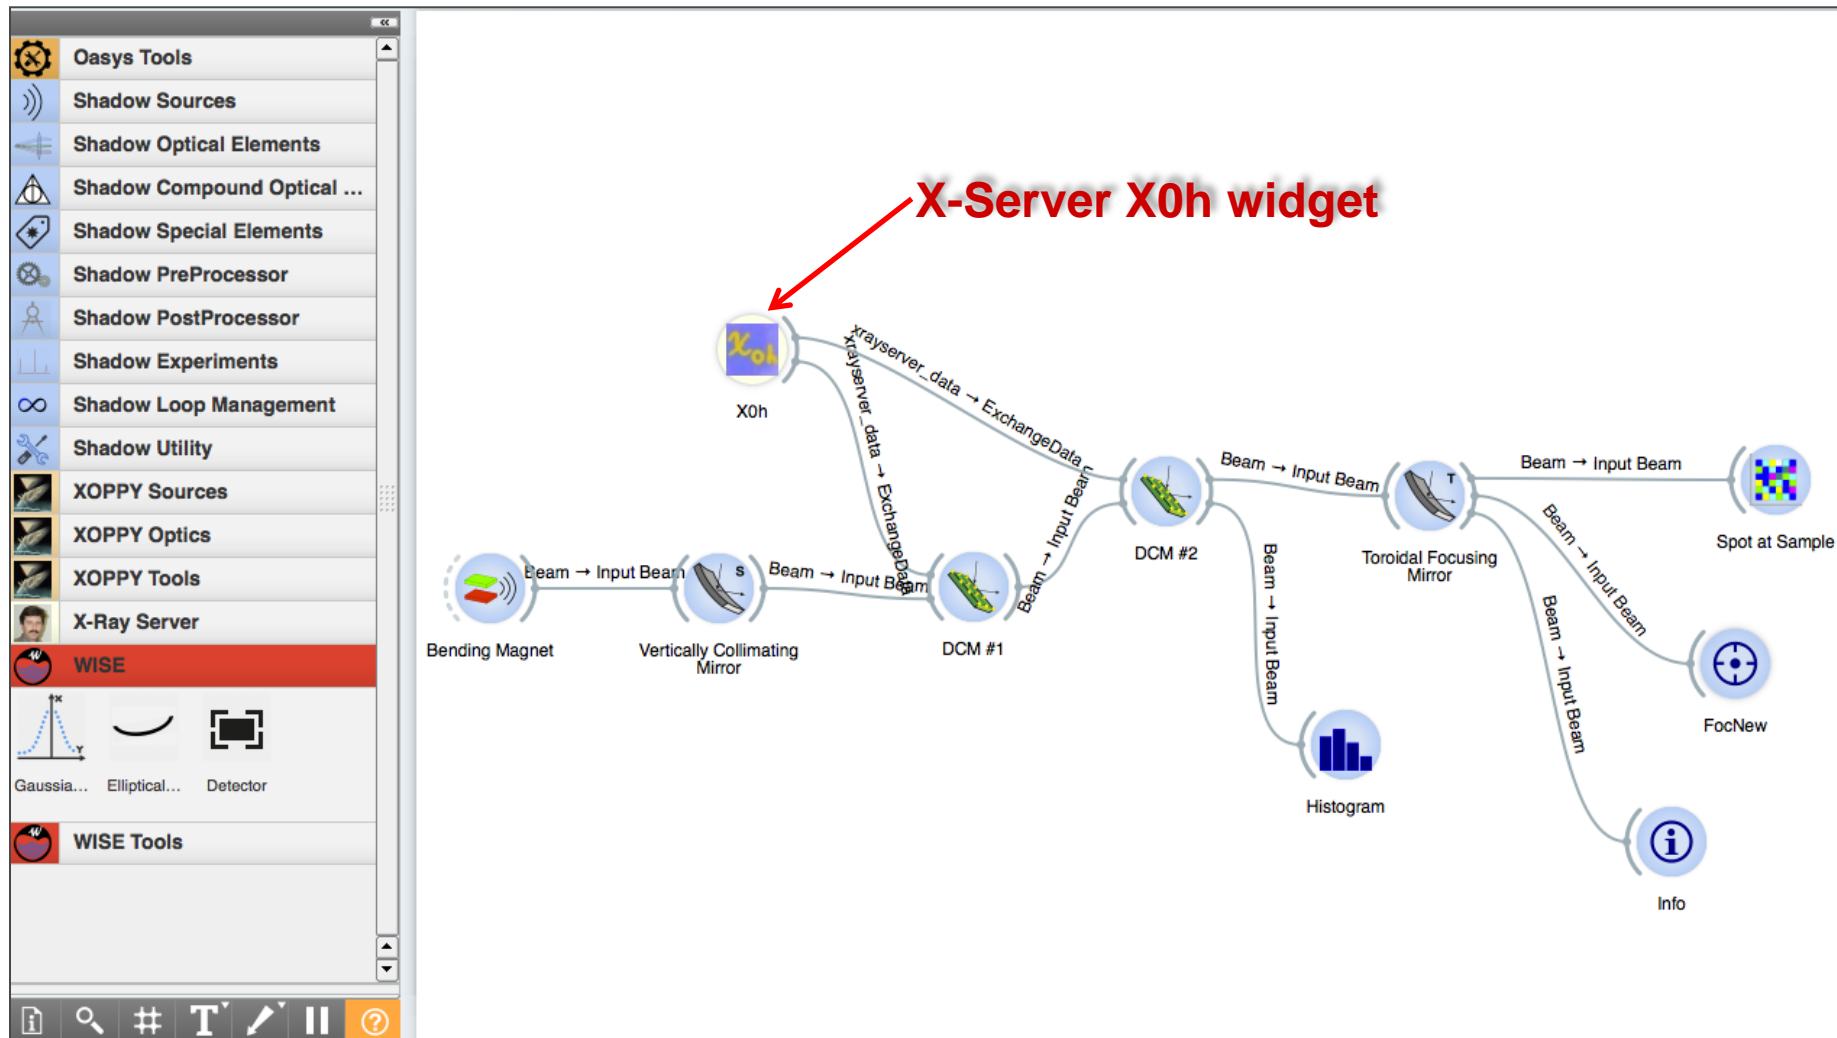 Oasys Tools
Shadow Sources
Shadow Optical Elements
Shadow Compound Optical ...
Shadow Special Elements
Shadow PreProcessor
Shadow PostProcessor
Shadow Experiments
Shadow Loop Management
Shadow Utility
XOPPY Sources
XOPPY Optics
XOPPY Tools
X-Ray Server
WISE
X
Y
Gaussia...
Elliptical...
Detector
WISE Tools
X-Server X0h widget
X0h
X0h
xrayserver_data → ExchangeData
xrayserver_data → ExchangeData
Bending Magnet
Beam → Input Beam
S
Vertically Collimating
Mirror
Beam → Input Beam
DCM #1
Beam → Input Beam
DCM #2
Beam → Input Beam
Beam → Input Beam
Histogram
T
Toroidal Focusing
Mirror
Beam → Input Beam
Spot at Sample
Beam → Input Beam
FocNew
Beam → Input Beam
Info